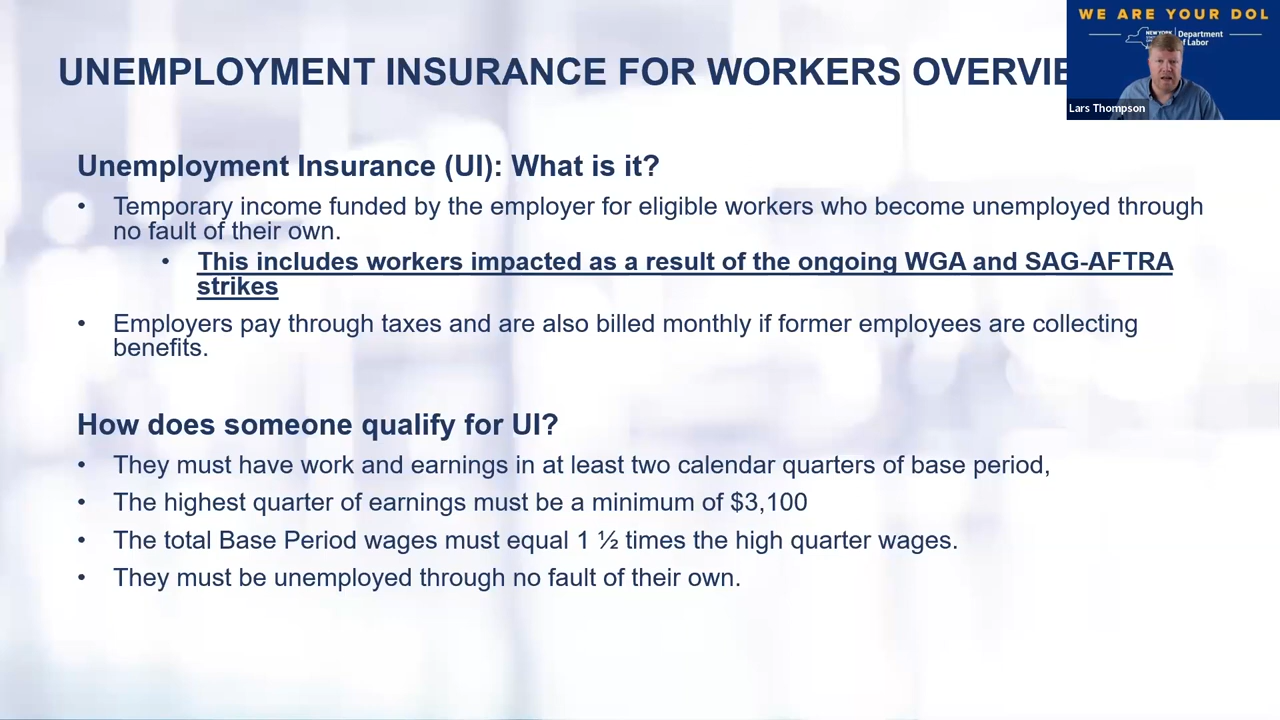 WE ARE YOUR DOL
NEW YORK
Department
of Labor
Lars Thompson
UNEMPLOYMENT INSURANCE FOR WORKERS OVERVIE
Unemployment Insurance (UI): What is it?
• Temporary income funded by the employer for eligible workers who become unemployed through
no fault of their own.
• This includes workers impacted as a result of the ongoing WGA and SAG-AFTRA
strikes
• Employers pay through taxes and are also billed monthly if former employees are collecting
benefits.
How does someone qualify for UI?
• They must have work and earnings in at least two calendar quarters of base period,
• The highest quarter of earnings must be a minimum of $3,100
• The total Base Period wages must equal 1 ½ times the high quarter wages.
• They must be unemployed through no fault of their own.